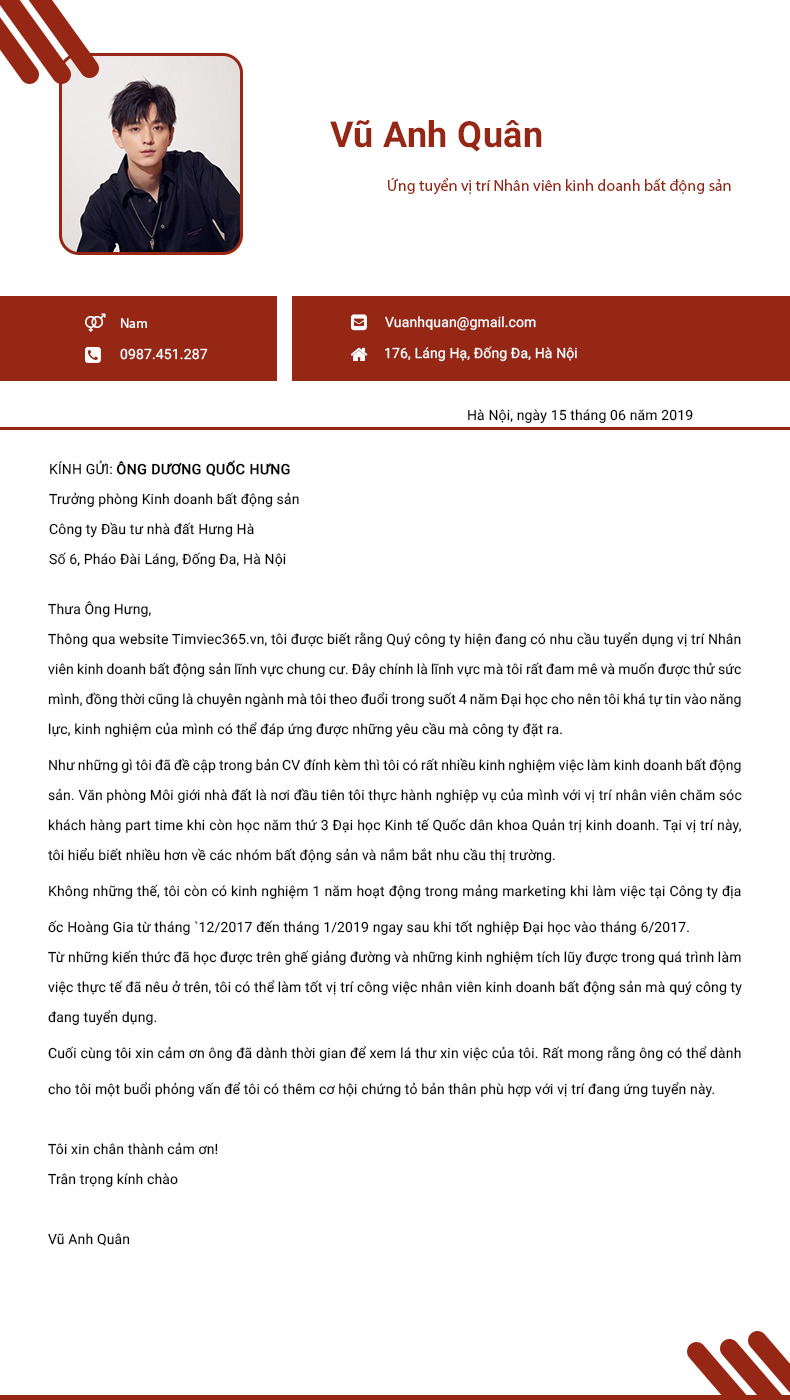 Vũ Anh Quân
Ứng tuyển vị trí Nhân viên kinh doanh bất động sản
Nam
0987.451.287
Vuanhquan@gmail.com
176, Láng Hạ, Đống Đa, Hà Nội
Hà Nội, ngày 15 tháng 06 năm 2019
KÍNH GỬI: ÔNG DƯƠNG QUỐC HƯNG
Trưởng phòng Kinh doanh bất động sản
Công ty Đầu tư nhà đất Hưng Hà
Số 6, Pháo Đài Láng, Đống Đa, Hà Nội
Thưa Ông Hưng,
Thông qua website Timviec365.vn, tôi được biết rằng Quý công ty hiện đang có nhu cầu tuyển dụng vị trí Nhân
viên kinh doanh bất động sản lĩnh vực chung cư. Đây chính là lĩnh vực mà tôi rất đam mê và muốn được thử sức
mình, đồng thời cũng là chuyên ngành mà tôi theo đuổi trong suốt 4 năm Đại học cho nên tôi khá tự tin vào năng
lực, kinh nghiệm của mình có thể đáp ứng được những yêu cầu mà công ty đặt ra.
Như những gì tôi đã đề cập trong bản CV đính kèm thì tôi có rất nhiều kinh nghiệm việc làm kinh doanh bất động
sản. Văn phòng Môi giới nhà đất là nơi đầu tiên tôi thực hành nghiệp vụ của mình với vị trí nhân viên chăm sóc
khách hàng part time khi còn học năm thứ 3 Đại học Kinh tế Quốc dân khoa Quản trị kinh doanh. Tại vị trí này,
tôi hiểu biết nhiều hơn về các nhóm bất động sản và nắm bắt nhu cầu thị trường.
Không những thế, tôi còn có kinh nghiệm 1 năm hoạt động trong mảng marketing khi làm việc tại Công ty địa
ốc Hoàng Gia từ tháng `12/2017 đến tháng 1/2019 ngay sau khi tốt nghiệp Đại học vào tháng 6/2017.
Từ những kiến thức đã học được trên ghế giảng đường và những kinh nghiệm tích lũy được trong quá trình làm
việc thực tế đã nêu ở trên, tôi có thể làm tốt vị trí công việc nhân viên kinh doanh bất động sản mà quý công ty
đang tuyển dụng.
Cuối cùng tôi xin cảm ơn ông đã dành thời gian để xem lá thư xin việc của tôi. Rất mong rằng ông có thể dành
cho tôi một buổi phỏng vấn để tôi có thêm cơ hội chứng tỏ bản thân phù hợp với vị trí đang ứng tuyển này.
Tôi xin chân thành cảm ơn!
Trân trọng kính chào
Vũ Anh Quân